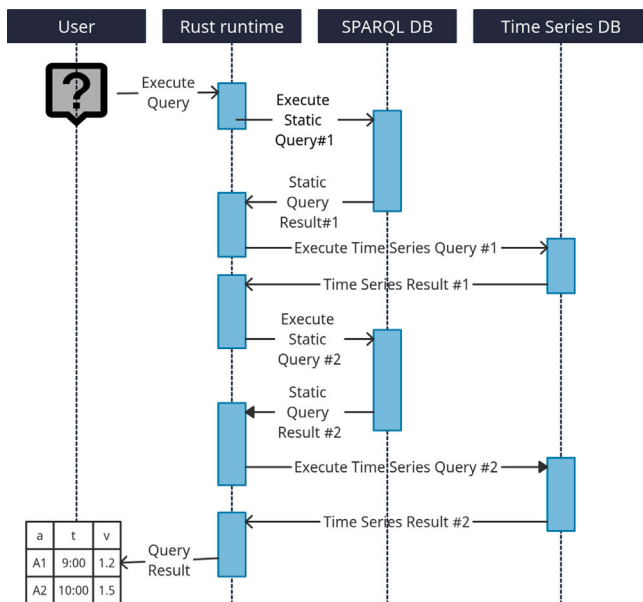 User
Rust runtime
SPARQL DB
Time Series DB
?
Execute
Query
Execute
Static
Query#1
Static
Query
Result#1
Execute Time Series Query #1
Time Series Result #1
Execute
Static
Query #2
Static
Query
Result #2
Execute Time Series Query #2
Time Series Result #2
a t v
A1 9:00 1.2
A2 10:00 1.5
Query
Result